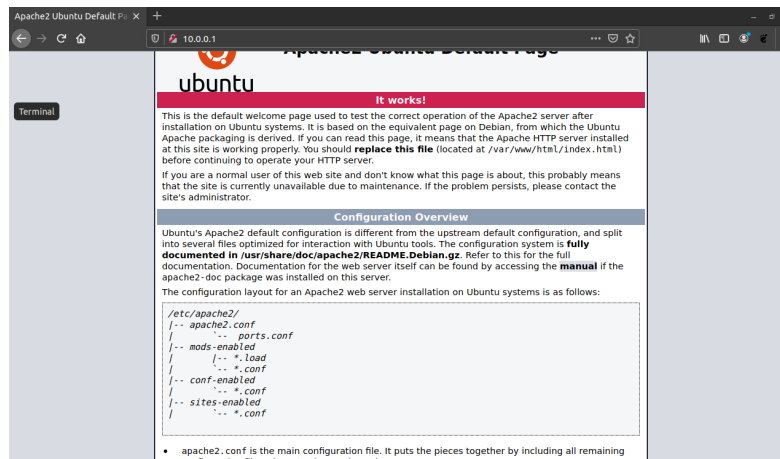 Apache2 Ubuntu Default Pa
10.0.0.1
Apache2 Ubuntu Default Page
ubuntu
It works!
Terminal
This is the default welcome page used to test the correct operation of the Apache2 server after
installation on Ubuntu systems. It is based on the equivalent page on Debian, from which the Ubuntu
Apache packaging is derived. If you can read this page, it means that the Apache HTTP server installed
at this site is working properly. You should replace this file (located at /var/www/html/index.html)
before continuing to operate your HTTP server.
If you are a normal user of this web site and don't know what this page is about, this probably means
that the site is currently unavailable due to maintenance. If the problem persists, please contact the
site's administrator.
Configuration Overview
Ubuntu's Apache2 default configuration is different from the upstream default configuration, and split
into several files optimized for interaction with Ubuntu tools. The configuration system is fully
documented in /usr/share/doc/apache2/README.Debian.gz. Refer to this for the full
documentation. Documentation for the web server itself can be found by accessing the manual if the
apache2-doc package was installed on this server.
The configuration layout for an Apache2 web server installation on Ubuntu systems is as follows:
/etc/apache2/
|-- apache2.conf
|       `--  ports.conf
|-- mods-enabled
|       |-- *.load
|       `-- *.conf
|-- conf-enabled
|       `-- *.conf
|-- sites-enabled
|       `-- *.conf
• apache2.conf is the main configuration file. It puts the pieces together by including all remaining